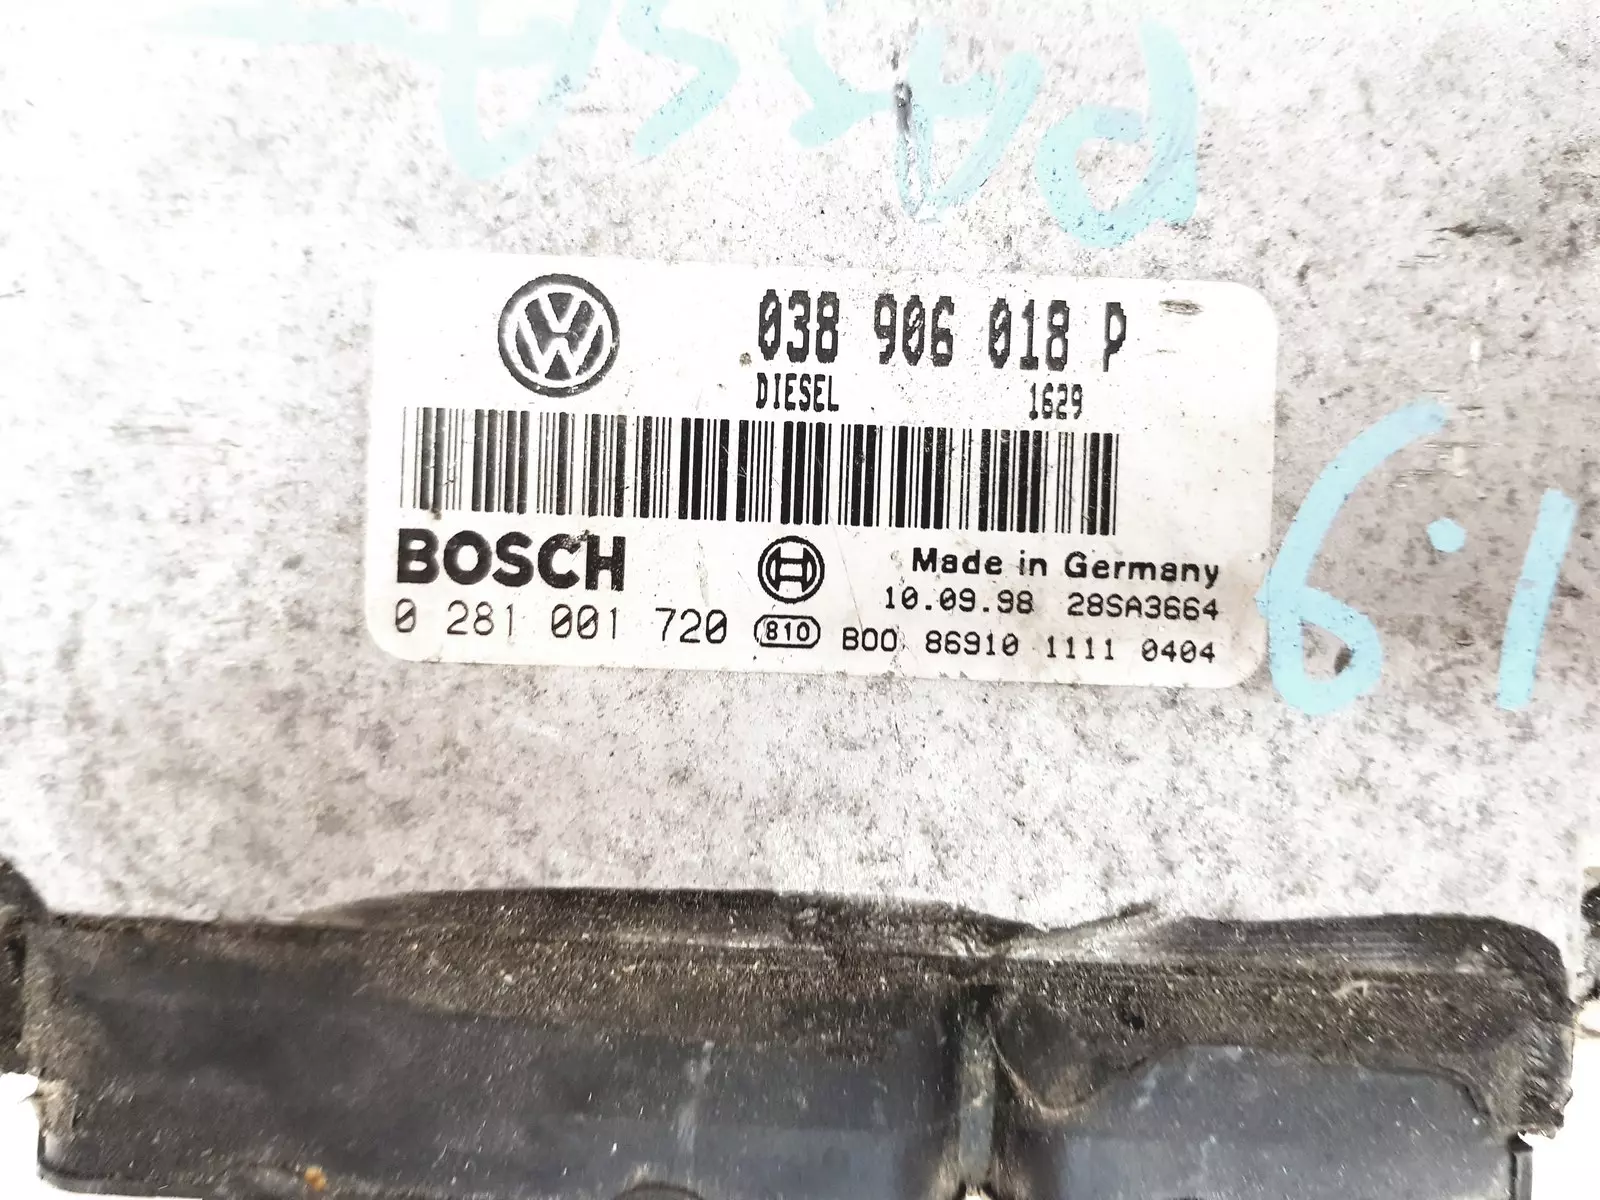 PASSA
038 906 018 P
DIESEL 1629
BOSCH
Made in Germany
10.09.98 28SA3664
0 281 001 720 810 B00 86910 1111 0404
1.9